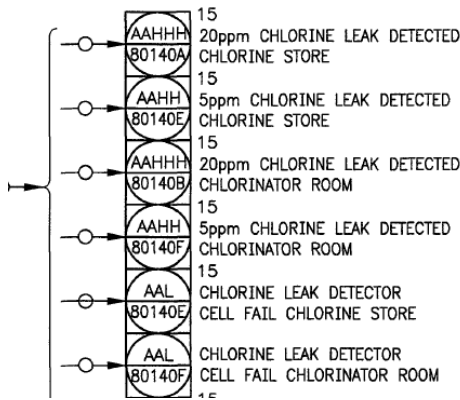 15
AAHHH 20ppm CHLORINE LEAK DETECTED
80140A CHLORINE STORE
15
AAHH 5ppm CHLORINE LEAK DETECTED
80140E CHLORINE STORE
15
AAHHH 20ppm CHLORINE LEAK DETECTED
80140B CHLORINATOR ROOM
15
AAHH 5ppm CHLORINE LEAK DETECTED
80140F CHLORINATOR ROOM
15
AAL CHLORINE LEAK DETECTOR
80140E CELL FAIL CHLORINE STORE
AAL CHLORINE LEAK DETECTOR
80140F CELL FAIL CHLORINATOR ROOM
15